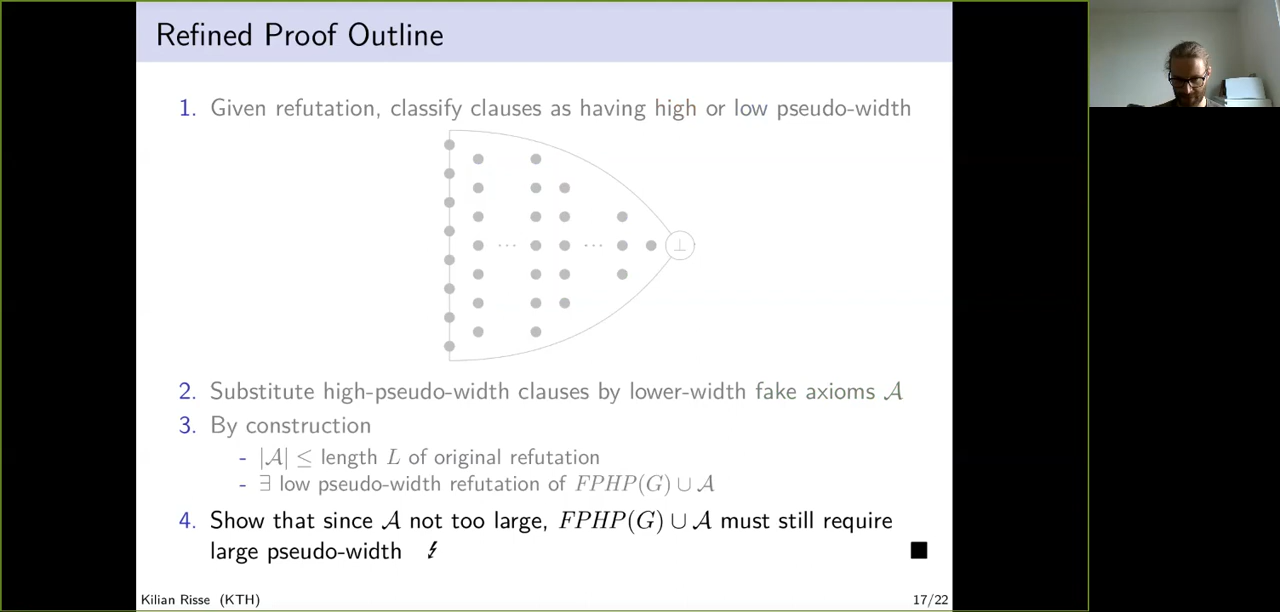 Refined Proof Outline
1. Given refutation, classify clauses as having high or low pseudo-width
··· ··· ⊥
2. Substitute high-pseudo-width clauses by lower-width fake axioms 𝒜
3. By construction
- |𝒜| ≤ length L of original refutation
- ∃ low pseudo-width refutation of FPHP(G) ∪ 𝒜
4. Show that since 𝒜 not too large, FPHP(G) ∪ 𝒜 must still require
large pseudo-width ↯ ■
Kilian Risse (KTH) 17/22